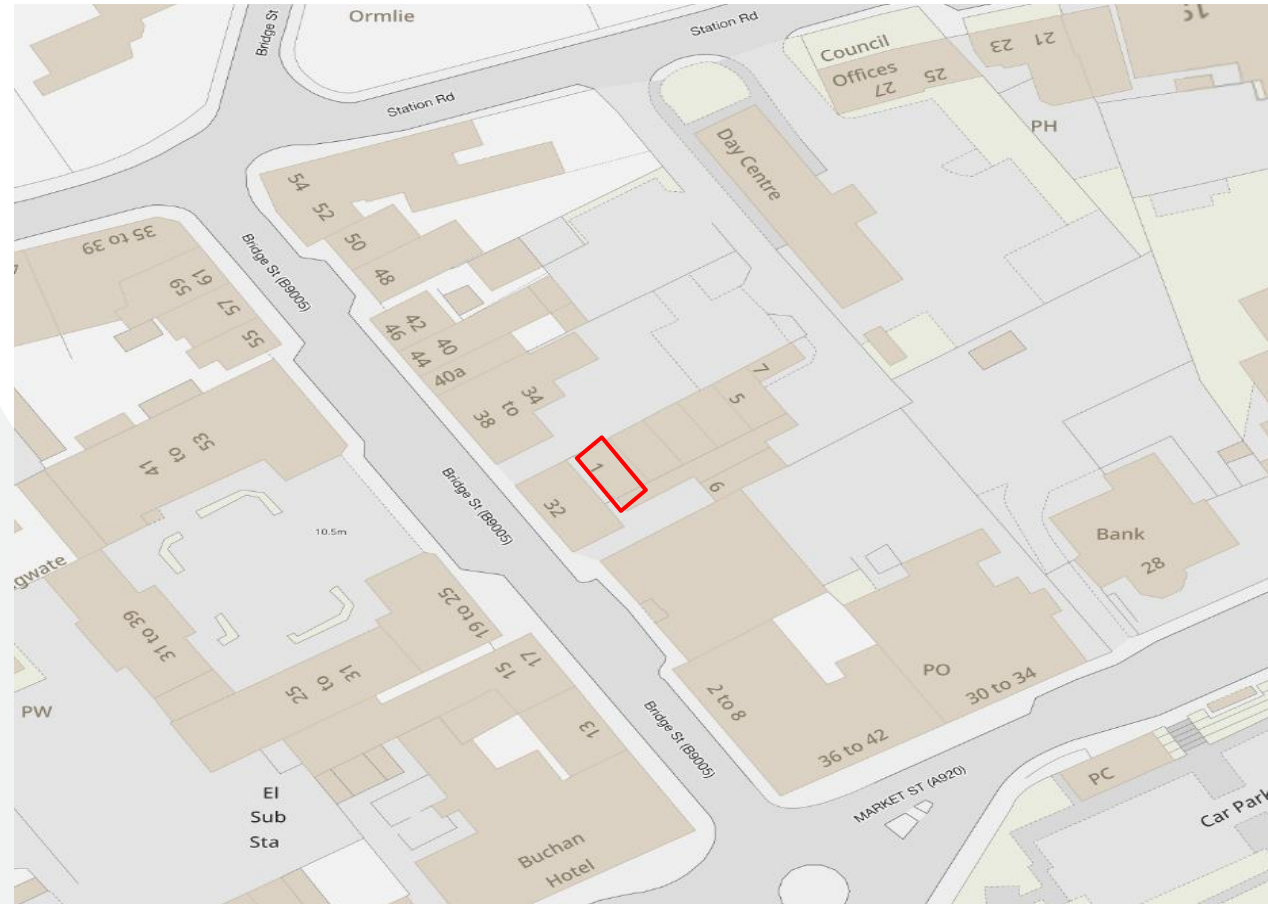 Ormlie
Bridge St
Station Rd
Station Rd
Council
Offices
27
25
23
21
PH
Day Centre
54
52
50
48
46
42
44
40
40a
38
to
34
35 to 39
61
59
57
55
Bridge St (B9005)
53
to
41
7
5
1
6
32
Bridge St (B9005)
10.5m
gwate
31 to 39
19 to 25
31
to
25
17
15
13
PW
El
Sub
Sta
Buchan
Hotel
Bridge St (B9005)
2 to 8
36 to 42
PO
30 to 34
Bank
28
MARKET ST (A920)
PC
Car Park